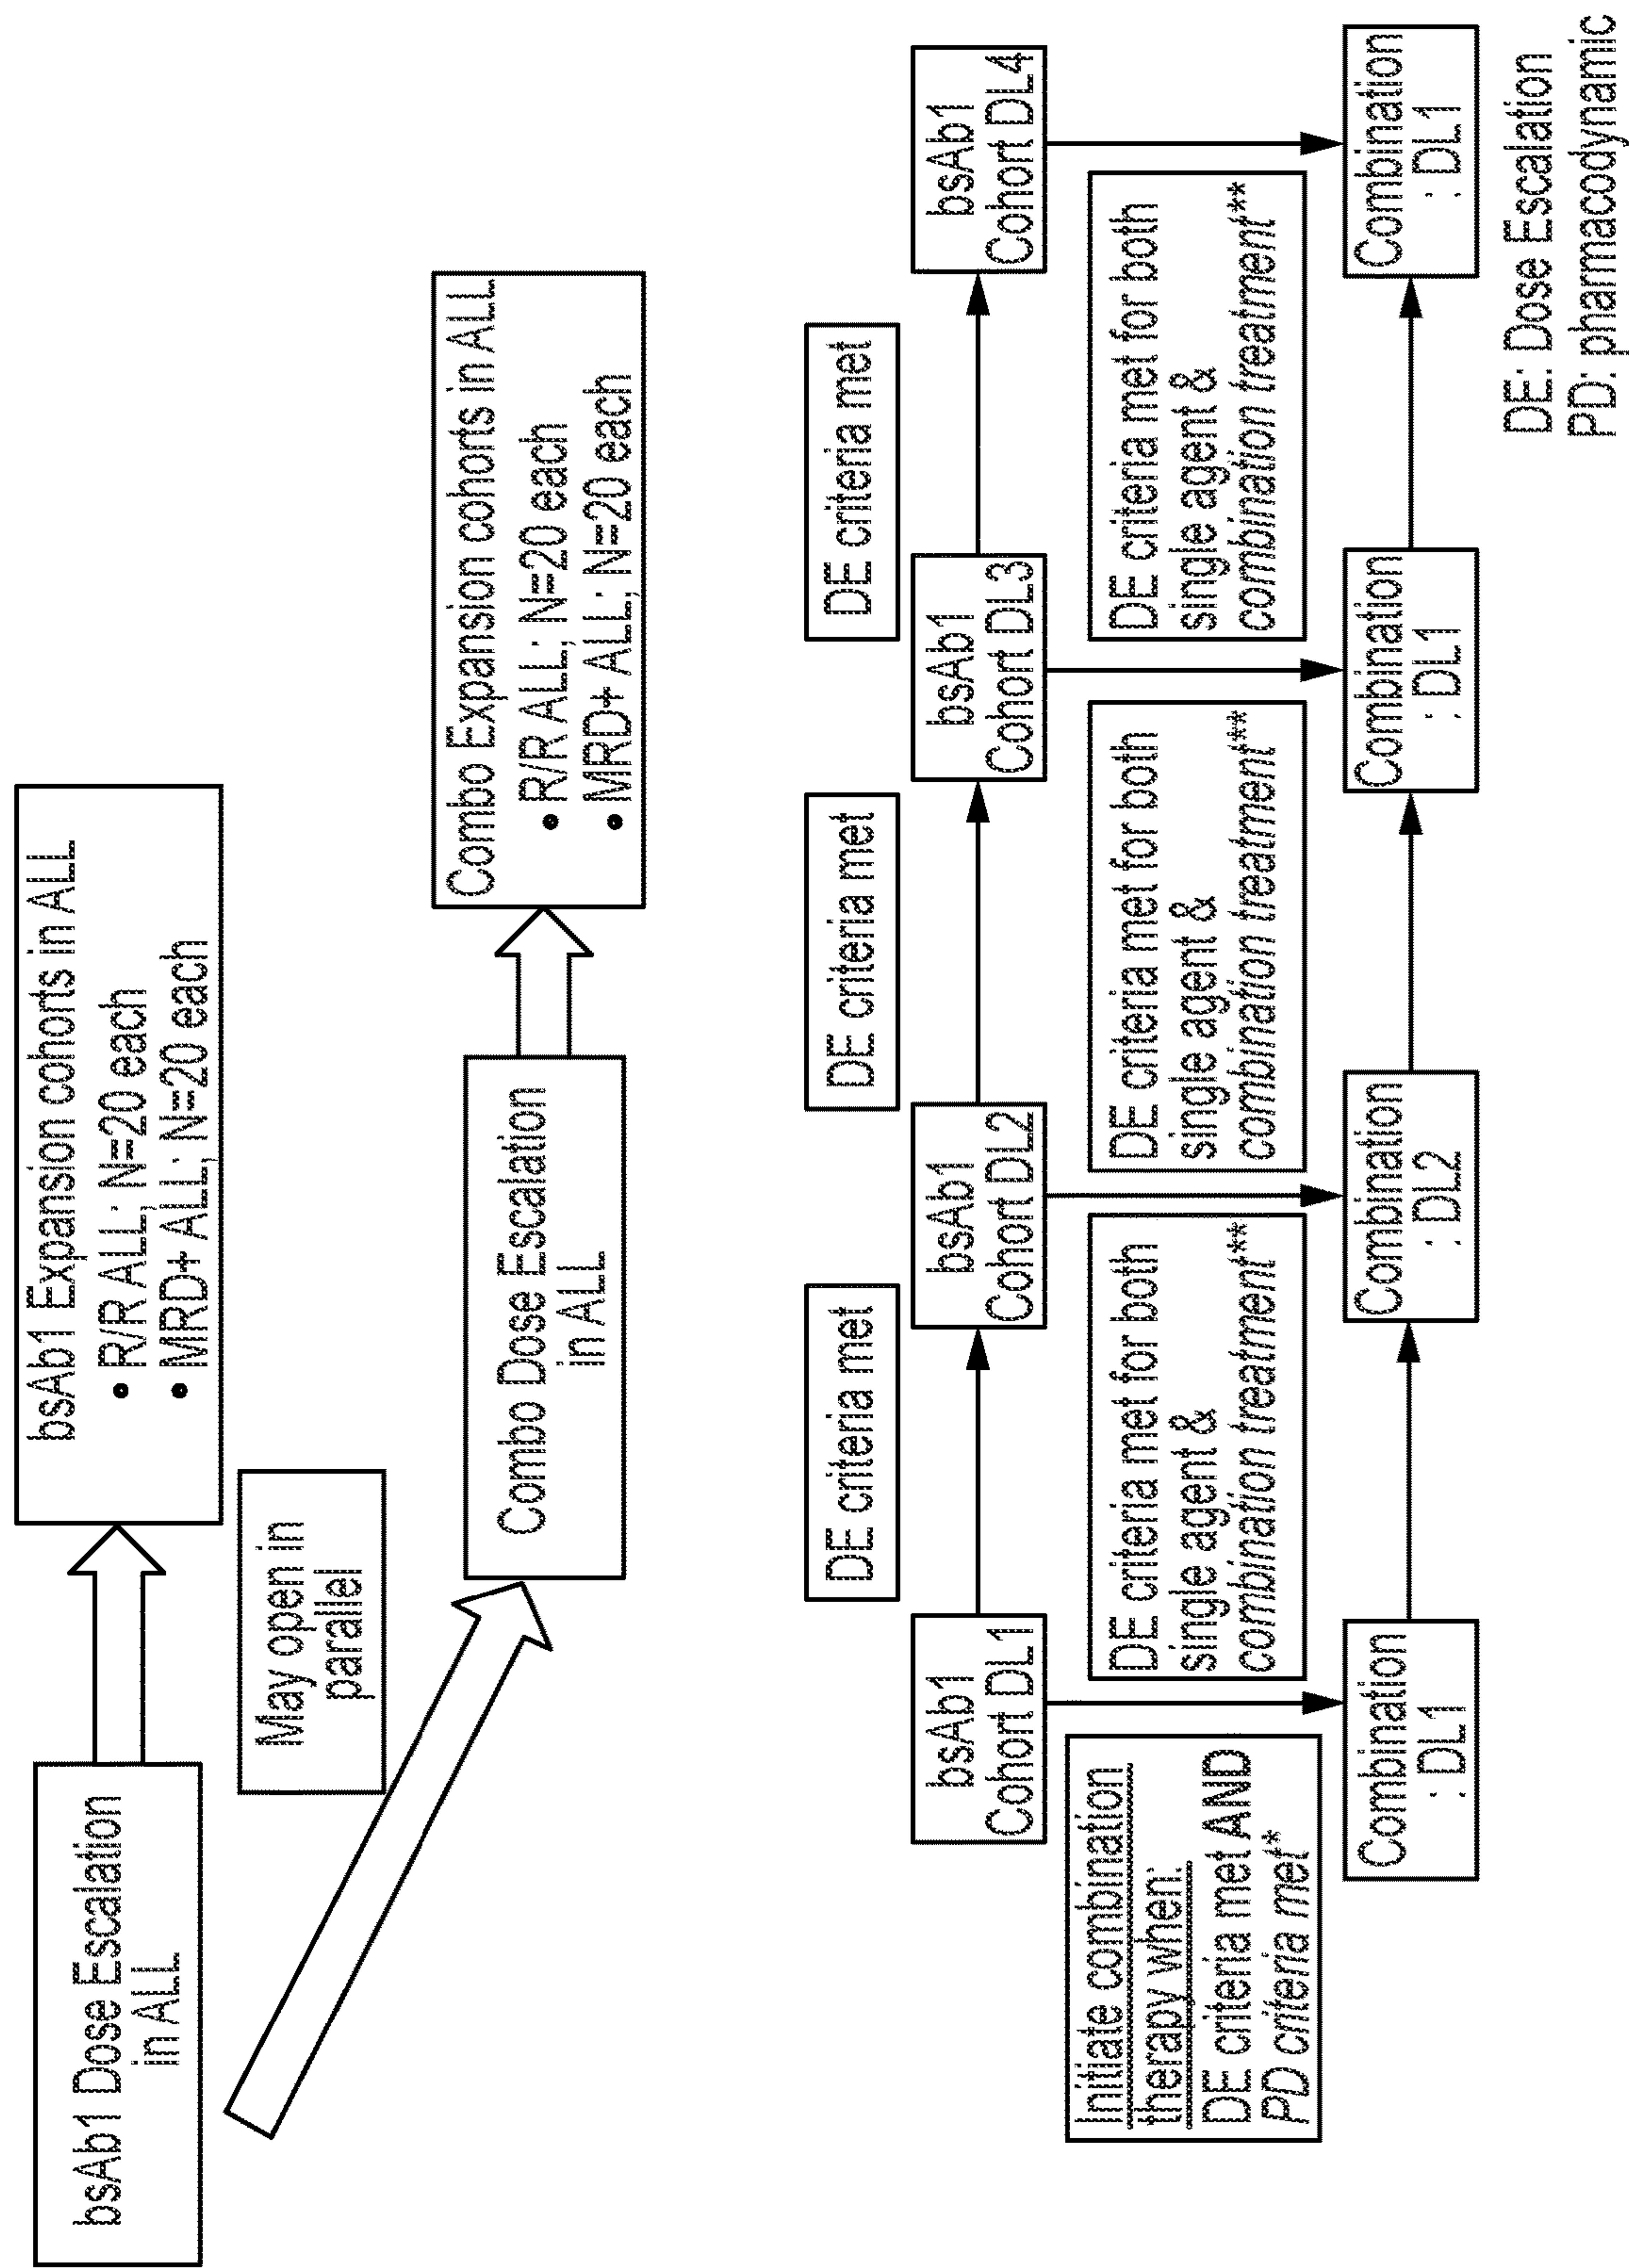 bsAb1 Dose Escalation
in ALL
bsAb1 Expansion cohorts in ALL
• R/R ALL; N=20 each
• MRD+ ALL; N=20 each
May open in
parallel
Combo Dose Escalation
in ALL
Combo Expansion cohorts in ALL
• R/R ALL; N=20 each
• MRD+ ALL; N=20 each
DE criteria met
DE criteria met
DE criteria met
bsAb1
Cohort DL1
bsAb1
Cohort DL2
bsAb1
Cohort DL3
bsAb1
Cohort DL4
Initiate combination
therapy when:
DE criteria met AND
PD criteria met*
DE criteria met for both
single agent &
combination treatment**
DE criteria met for both
single agent &
combination treatment**
DE criteria met for both
single agent &
combination treatment**
Combination
: DL1
Combination
: DL2
Combination
: DL1
Combination
: DL1
DE: Dose Escalation
PD: pharmacodynamic